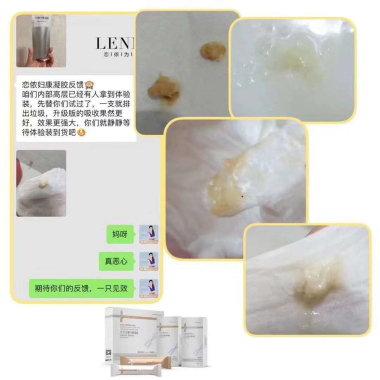 LENI
恋侬妇康凝胶反馈🙈
咱们内部高层已经有人拿到体验
装，先替你们试过了，一支就排
出垃圾，升级版的吸收果然更
好，效果更强大，你们就静静等
待体验装到货吧😊
妈呀
真恶心
期待你们的反馈，一只见效